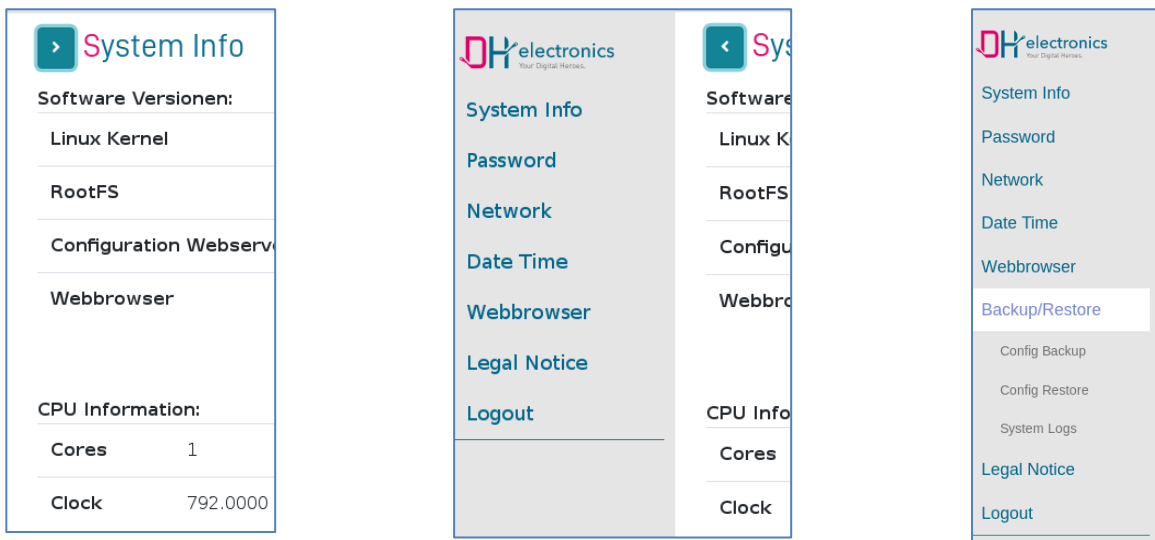 System Info
Software Versionen:
Linux Kernel
RootFS
Configuration Webserv
Webbrowser
CPU Information:
Cores 1
Clock 792.0000
DH electronics
Your Digital Heroes.
System Info
Password
Network
Date Time
Webbrowser
Legal Notice
Logout
Sys
Software
Linux K
RootFS
Configu
Webbro
CPU Info
Cores
Clock
DH electronics
Your Digital Heroes.
System Info
Password
Network
Date Time
Webbrowser
Backup/Restore
Config Backup
Config Restore
System Logs
Legal Notice
Logout